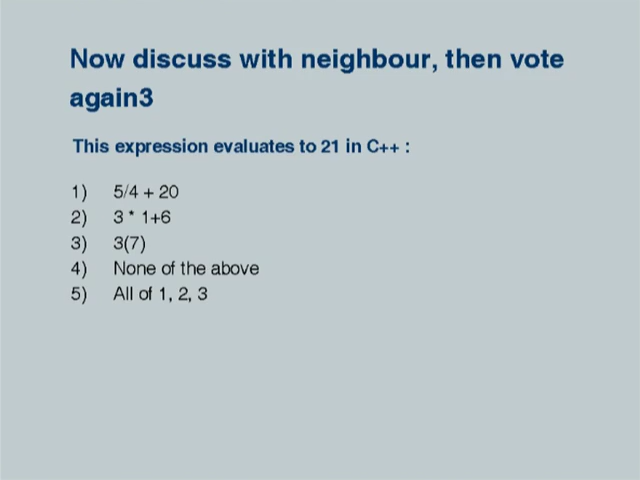 Now discuss with neighbour, then vote
again3
This expression evaluates to 21 in C++ :
1) 5/4 + 20
2) 3 * 1+6
3) 3(7)
4) None of the above
5) All of 1, 2, 3